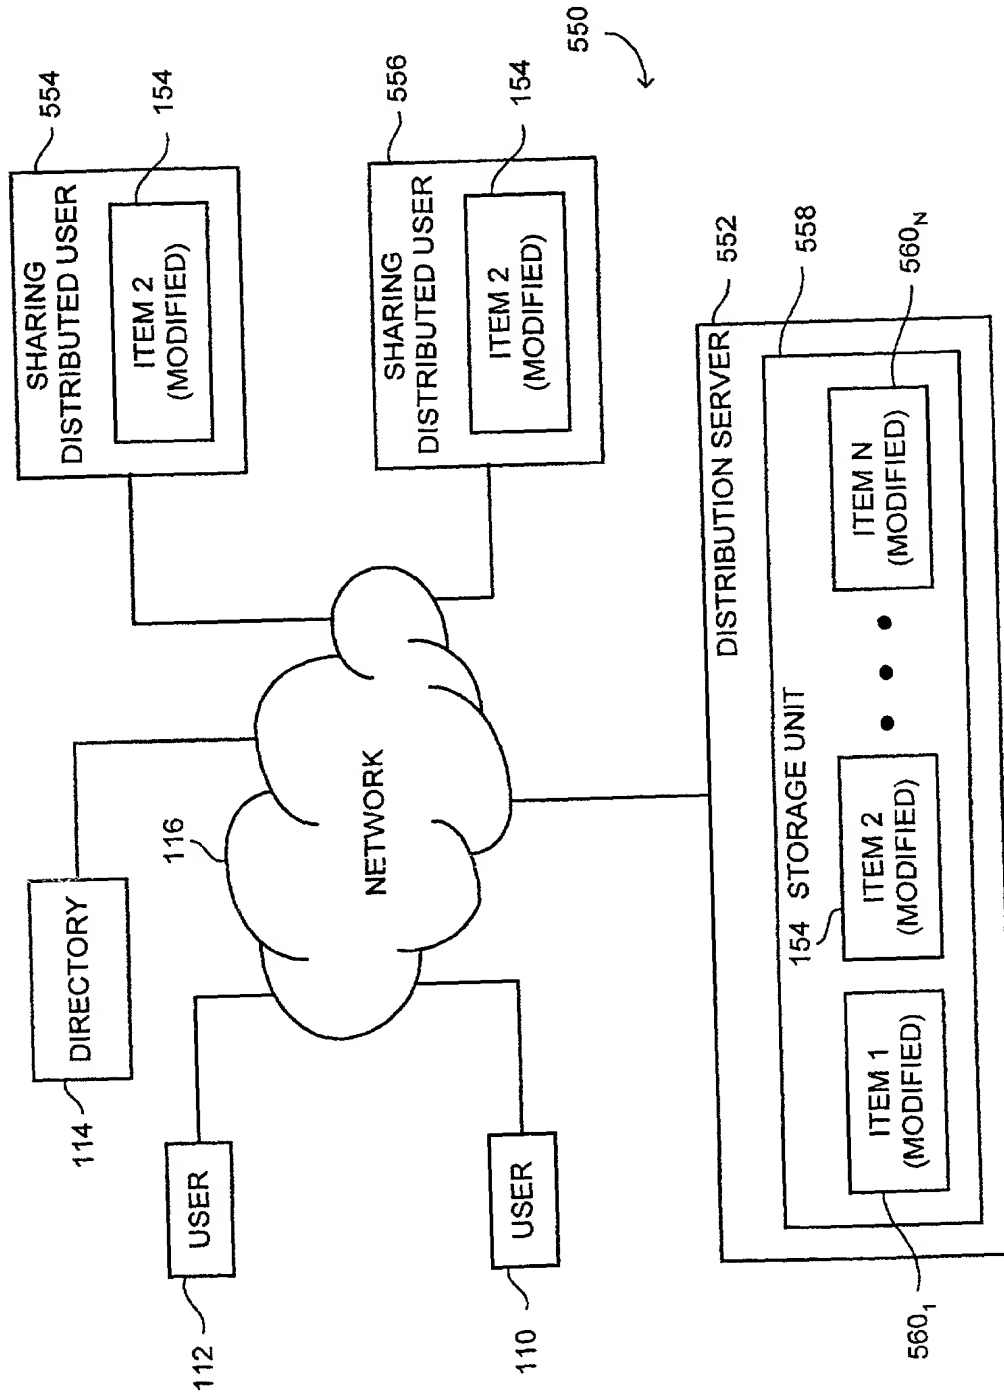 112
USER
114
DIRECTORY
116
NETWORK
SHARING
DISTRIBUTED USER
554
ITEM 2
(MODIFIED)
154
110
USER
SHARING
DISTRIBUTED USER
556
ITEM 2
(MODIFIED)
154
550
DISTRIBUTION SERVER
552
154 STORAGE UNIT
558
ITEM 1
(MODIFIED)
560₁
ITEM 2
(MODIFIED)
ITEM N
(MODIFIED)
560_N